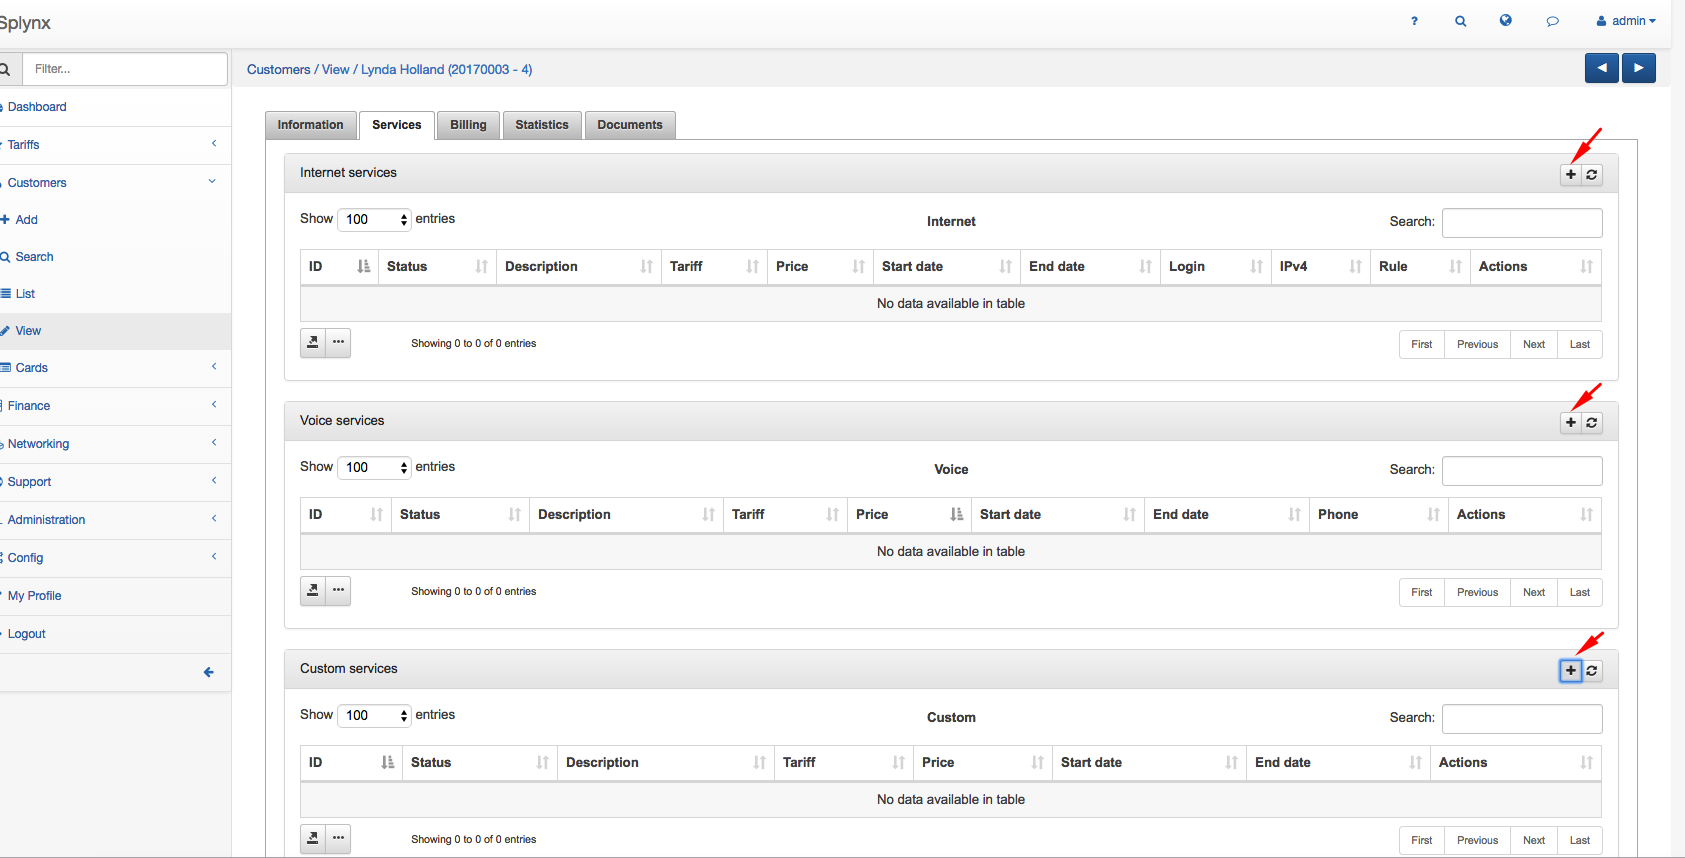 Splynx
? admin
Filter...
Customers / View / Lynda Holland (20170003 - 4)
Dashboard
Tariffs
Customers
Add
Search
List
View
Cards
Finance
Networking
Support
Administration
Config
My Profile
Logout
Information Services Billing Statistics Documents
Internet services
Show 100 entries Internet Search:
ID Status Description Tariff Price Start date End date Login IPv4 Rule Actions
No data available in table
Showing 0 to 0 of 0 entries First Previous Next Last
Voice services
Show 100 entries Voice Search:
ID Status Description Tariff Price Start date End date Phone Actions
No data available in table
Showing 0 to 0 of 0 entries First Previous Next Last
Custom services
Show 100 entries Custom Search:
ID Status Description Tariff Price Start date End date Actions
No data available in table
Showing 0 to 0 of 0 entries First Previous Next Last